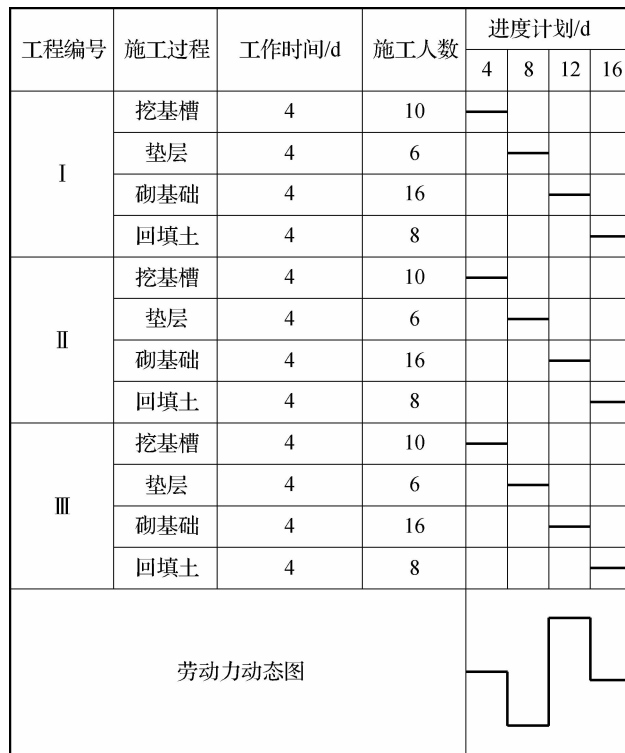 工程编号 施工过程 工作时间/d 施工人数 进度计划/d
4 8 12 16
Ⅰ
挖基槽 4 10
垫层 4 6
砌基础 4 16
回填土 4 8
Ⅱ
挖基槽 4 10
垫层 4 6
砌基础 4 16
回填土 4 8
Ⅲ
挖基槽 4 10
垫层 4 6
砌基础 4 16
回填土 4 8
劳动力动态图